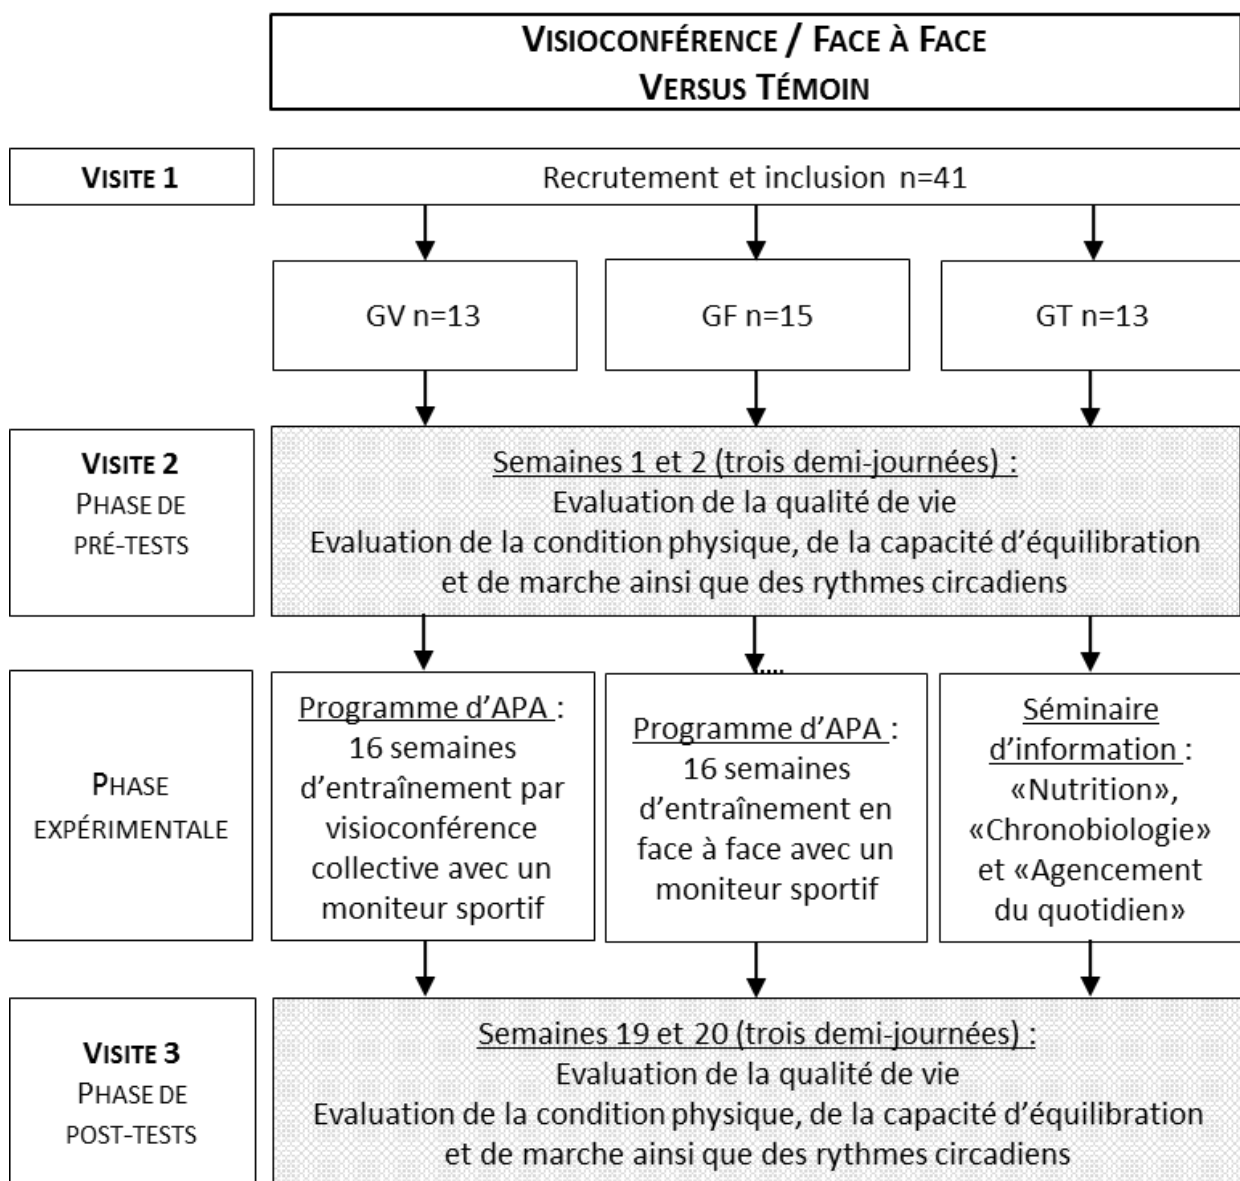 VISIOCONFÉRENCE / FACE À FACE
VERSUS TÉMOIN
VISITE 1
Recrutement et inclusion n=41
GV n=13
GF n=15
GT n=13
VISITE 2
PHASE DE
PRÉ-TESTS
Semaines 1 et 2 (trois demi-journées) :
Evaluation de la qualité de vie
Evaluation de la condition physique, de la capacité d’équilibration
et de marche ainsi que des rythmes circadiens
PHASE
EXPÉRIMENTALE
Programme d’APA :
16 semaines
d’entraînement par
visioconférence
collective avec un
moniteur sportif
Programme d’APA :
16 semaines
d’entraînement en
face à face avec un
moniteur sportif
Séminaire
d’information :
«Nutrition»,
«Chronobiologie»
et «Agencement
du quotidien»
VISITE 3
PHASE DE
POST-TESTS
Semaines 19 et 20 (trois demi-journées) :
Evaluation de la qualité de vie
Evaluation de la condition physique, de la capacité d’équilibration
et de marche ainsi que des rythmes circadiens